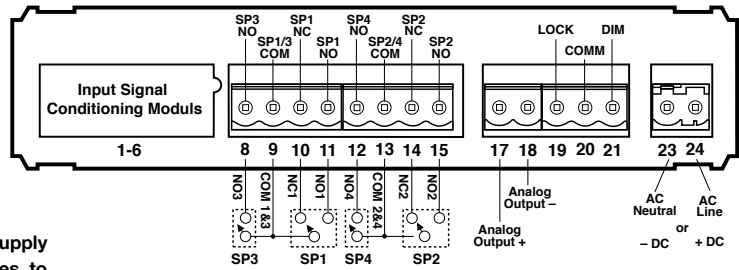 SP3 NO
SP1/3 COM
SP1 NC
SP1 NO
SP4 NO
SP2/4 COM
SP2 NC
SP2 NO
LOCK
COMM
DIM
Input Signal
Conditioning Moduls
1-6
8 9 10 11 12 13 14 15 17 18 19 20 21 23 24
NO3
COM 1&3
NC1
NO1
NO4
COM 2&4
NC2
NO2
SP3 SP1 SP4 SP2
Analog
Output –
Analog
Output +
AC
Neutral
or
– DC
AC
Line
+ DC
upply
es to